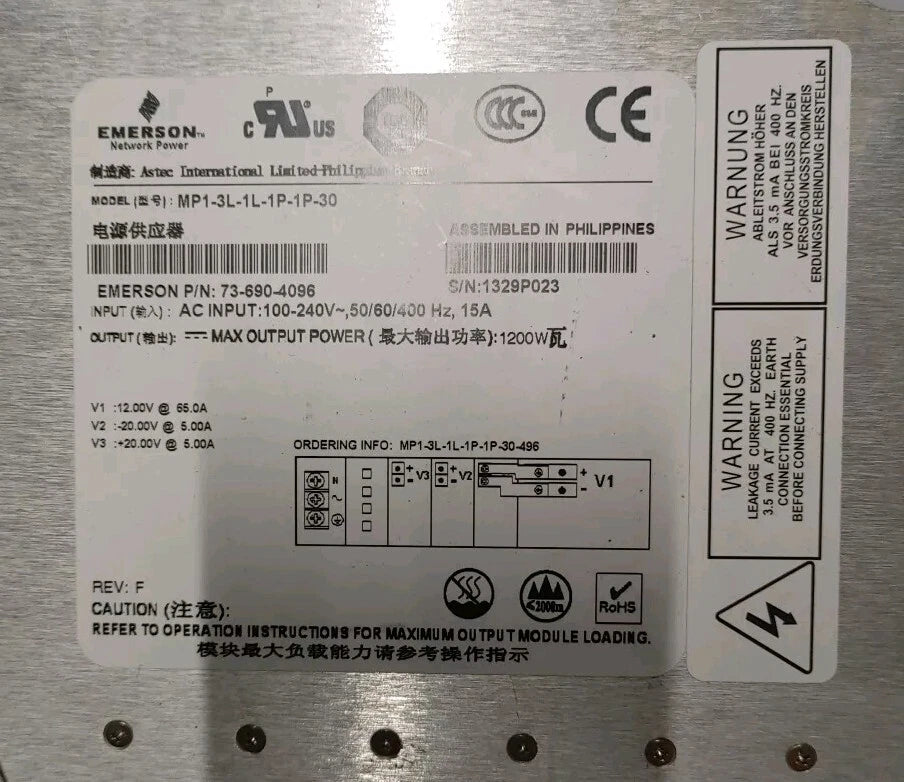 EMERSON™
Network Power
P
C RU® US
CCC
CE
制造商: Astec International Limited-Philippine
MODEL (型号): MP1-3L-1L-1P-1P-30
电源供应器
ASSEMBLED IN PHILIPPINES
EMERSON P/N: 73-690-4096
S/N:1329P023
INPUT (输入): AC INPUT:100-240V~,50/60/400 Hz, 15A
OUTPUT (输出): MAX OUTPUT POWER (最大输出功率):1200W瓦
V1 :12.00V @ 65.0A
V2 :-20.00V @ 5.00A
V3 :+20.00V @ 5.00A
ORDERING INFO: MP1-3L-1L-1P-1P-30-496
N
~
+
-
V3
+
-
V2
+
-
V1
REV: F
≤2000m
RoHS
CAUTION (注意):
REFER TO OPERATION INSTRUCTIONS FOR MAXIMUM OUTPUT MODULE LOADING.
模块最大负载能力请参考操作指示
WARNUNG
ABLEITSTROM HÖHER
ALS 3.5 mA BEI 400 HZ.
VOR ANSCHLUSS AN DEN
VERSORGUNGSSTROMKREIS
ERDUNGSVERBINDUNG HERSTELLEN
WARNING
LEAKAGE CURRENT EXCEEDS
3.5 mA AT 400 HZ. EARTH
CONNECTION ESSENTIAL
BEFORE CONNECTING SUPPLY